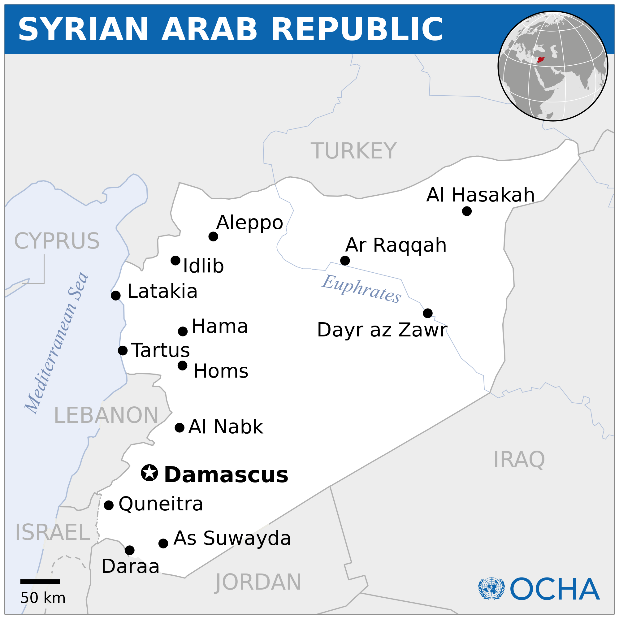 SYRIAN ARAB REPUBLIC
TURKEY
Al Hasakah
Aleppo
CYPRUS
Ar Raqqah
Idlib
Latakia
Euphrates
Mediterranean Sea
Hama
Dayr az Zawr
Tartus
Homs
LEBANON
Al Nabk
IRAQ
Damascus
Quneitra
ISRAEL
As Suwayda
Daraa
JORDAN
50 km
OCHA